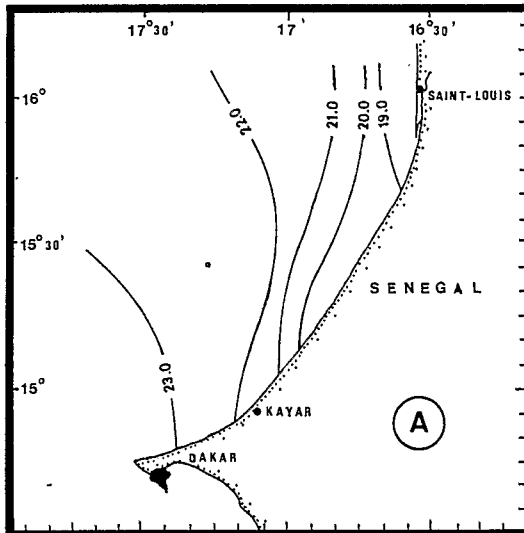 17°30' 17° 16°30'
16°
SAINT-LOUIS
22.0 21.0 20.0 19.0
15°30'
SENEGAL
23.0
15°
KAYAR
A
DAKAR